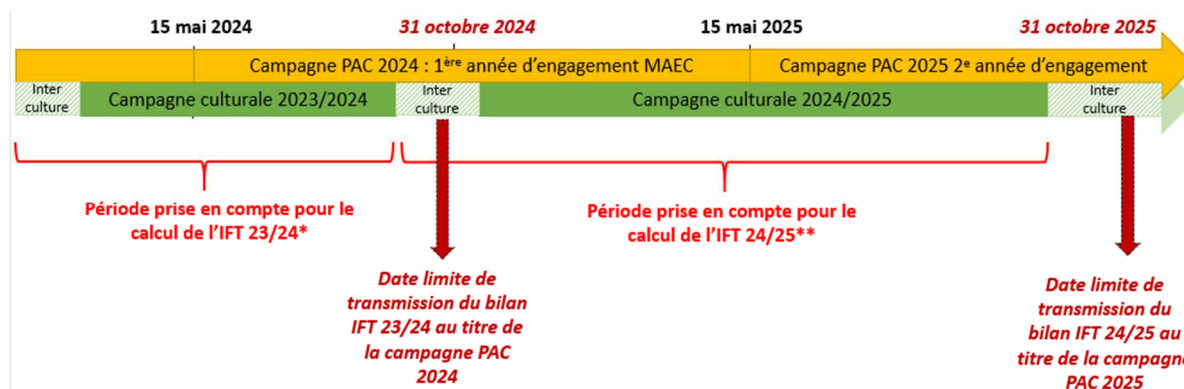 15 mai 2024
31 octobre 2024
15 mai 2025
31 octobre 2025
Campagne PAC 2024 : 1ère année d’engagement MAEC
Campagne PAC 2025 2e année d’engagement
Inter
culture
Campagne culturale 2023/2024
Inter
culture
Campagne culturale 2024/2025
Inter
culture
Période prise en compte pour le
calcul de l’IFT 23/24*
Période prise en compte pour le
calcul de l’IFT 24/25**
Date limite de
transmission du bilan
IFT 23/24 au titre de
la campagne PAC
2024
Date limite de
transmission du
bilan IFT 24/25 au
titre de la campagne
PAC 2025